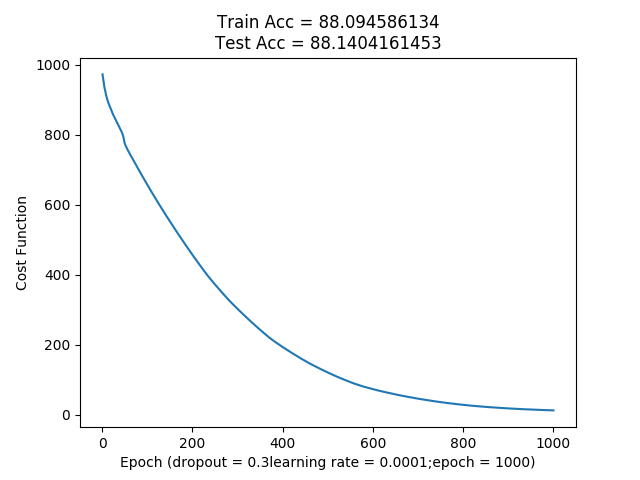 Train Acc = 88.094586134
Test Acc = 88.1404161453
1000
800
600
400
200
0
Cost Function
0 200 400 600 800 1000
Epoch (dropout = 0.3learning rate = 0.0001;epoch = 1000)